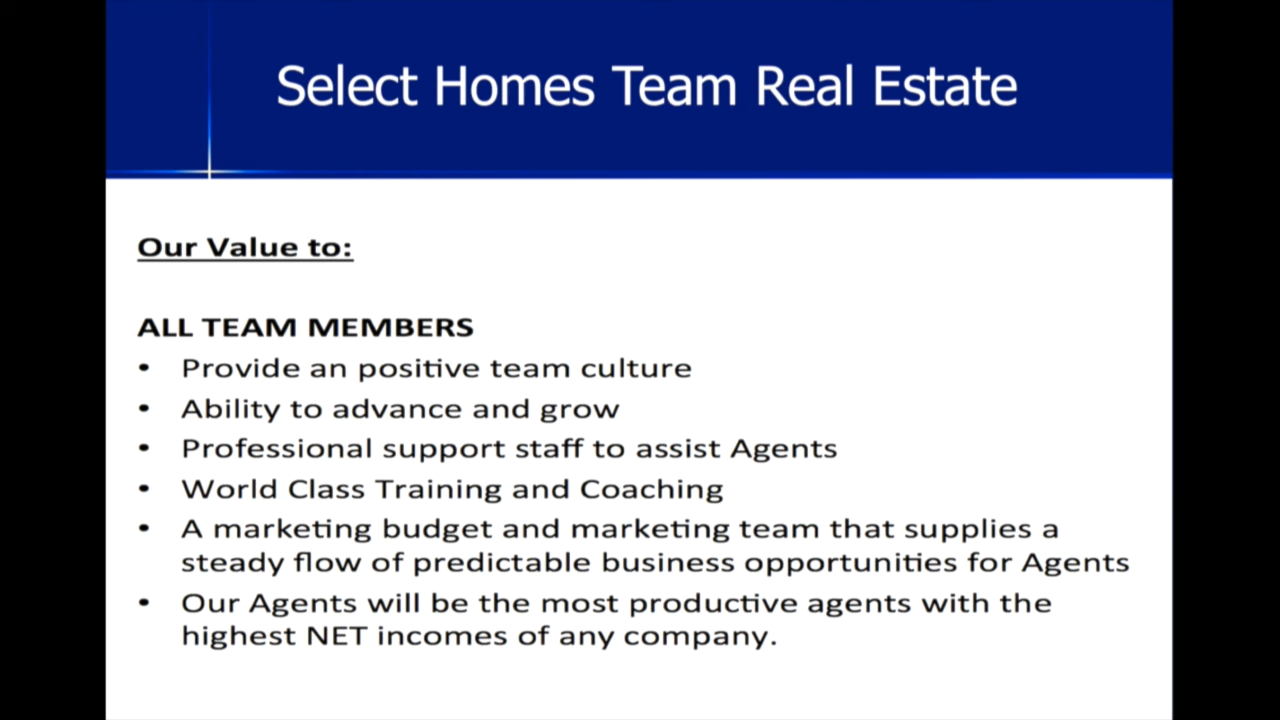 Select Homes Team Real Estate
Our Value to:
ALL TEAM MEMBERS
• Provide an positive team culture
• Ability to advance and grow
• Professional support staff to assist Agents
• World Class Training and Coaching
• A marketing budget and marketing team that supplies a
steady flow of predictable business opportunities for Agents
• Our Agents will be the most productive agents with the
highest NET incomes of any company.